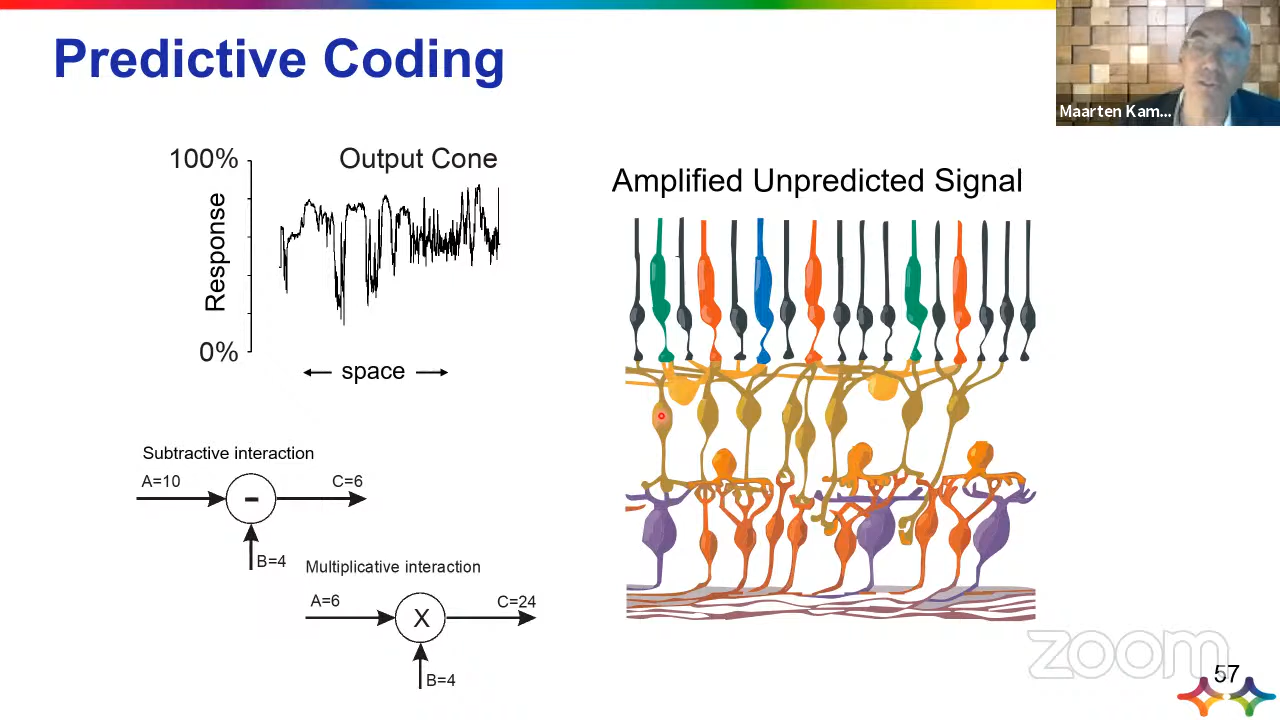 Predictive Coding
Maarten Kam...
100%
Output Cone
Response
0%
space
Amplified Unpredicted Signal
Subtractive interaction
A=10
-
C=6
B=4
Multiplicative interaction
A=6
X
C=24
B=4
zoom
57